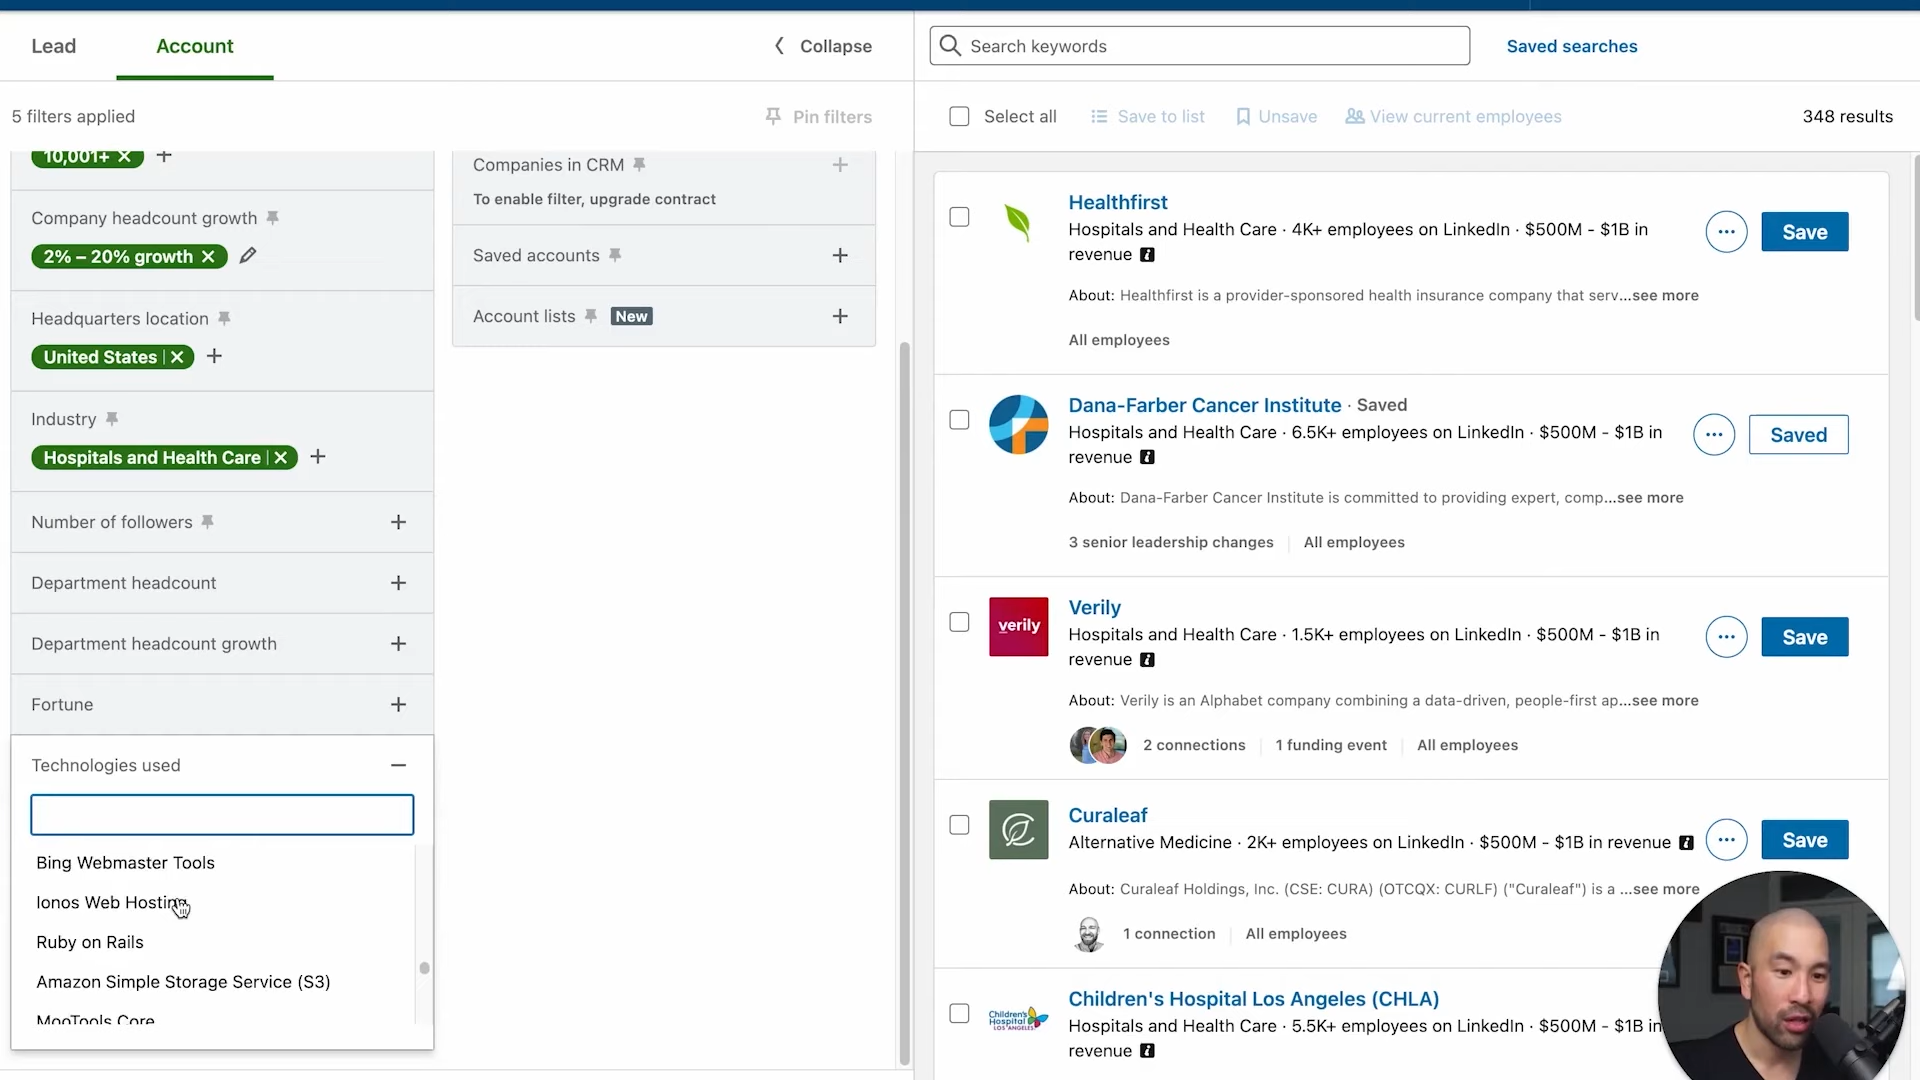 Lead
Account
Collapse
Search keywords
Saved searches
5 filters applied
Pin filters
Select all
Save to list
Unsave
View current employees
348 results
10,001+
Company headcount growth
2% – 20% growth
Headquarters location
United States
Industry
Hospitals and Health Care
Number of followers
Department headcount
Department headcount growth
Fortune
Technologies used
Bing Webmaster Tools
Ionos Web Hosting
Ruby on Rails
Amazon Simple Storage Service (S3)
MooTools Core
Companies in CRM
To enable filter, upgrade contract
Saved accounts
Account lists New
Healthfirst
Hospitals and Health Care · 4K+ employees on LinkedIn · $500M - $1B in
revenue
About: Healthfirst is a provider-sponsored health insurance company that serv...see more
All employees
Save
Dana-Farber Cancer Institute · Saved
Hospitals and Health Care · 6.5K+ employees on LinkedIn · $500M - $1B in
revenue
About: Dana-Farber Cancer Institute is committed to providing expert, comp...see more
3 senior leadership changes
All employees
Saved
verily
Verily
Hospitals and Health Care · 1.5K+ employees on LinkedIn · $500M - $1B in
revenue
About: Verily is an Alphabet company combining a data-driven, people-first ap...see more
2 connections
1 funding event
All employees
Save
Curaleaf
Alternative Medicine · 2K+ employees on LinkedIn · $500M - $1B in revenue
About: Curaleaf Holdings, Inc. (CSE: CURA) (OTCQX: CURLF) ("Curaleaf") is a ...see more
1 connection
All employees
Save
Children's
Hospital
LOS ANGELES
Children's Hospital Los Angeles (CHLA)
Hospitals and Health Care · 5.5K+ employees on LinkedIn · $500M - $1B in
revenue